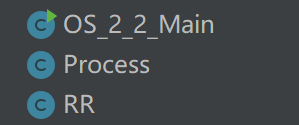 C OS_2_2_Main
C Process
C RR